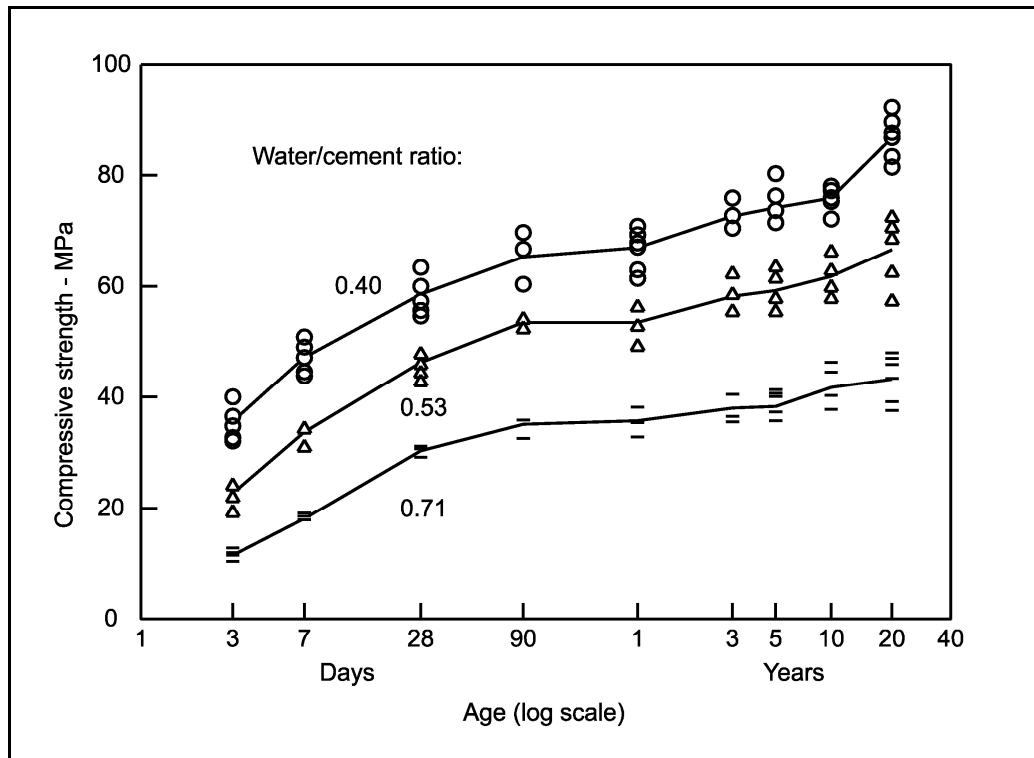 100
80
60
40
20
0
Compressive strength - MPa
Water/cement ratio:
0.40
0.53
0.71
1 3 7 28 90 1 3 5 10 20 40
Days Years
Age (log scale)